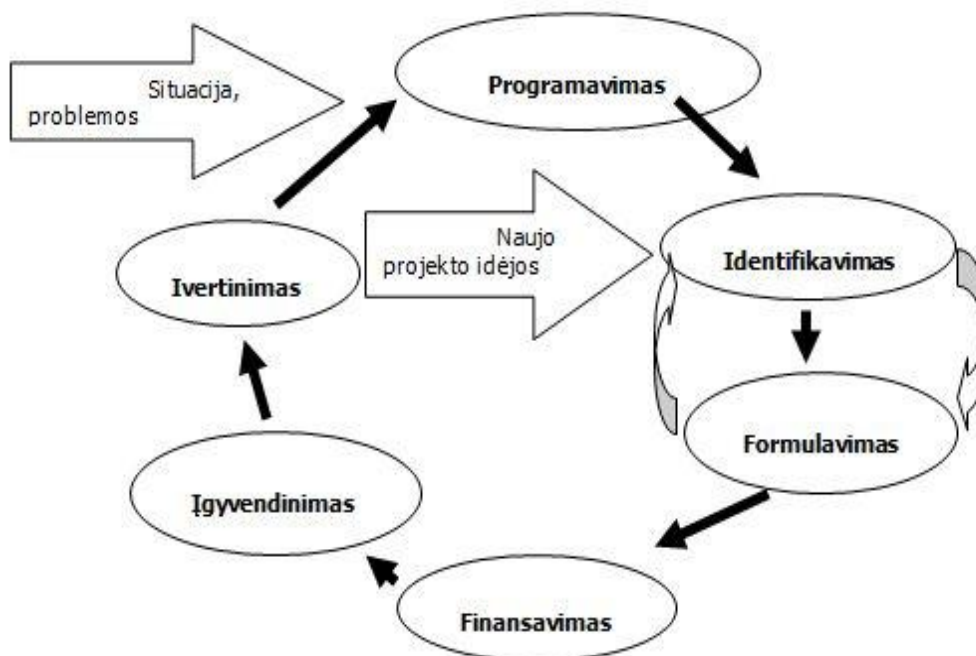 Programavimas
Situacija,
problemos
Naujo
projekto idėjos
Identifikavimas
Ivertinimas
Formulavimas
Įgyvendinimas
Finansavimas